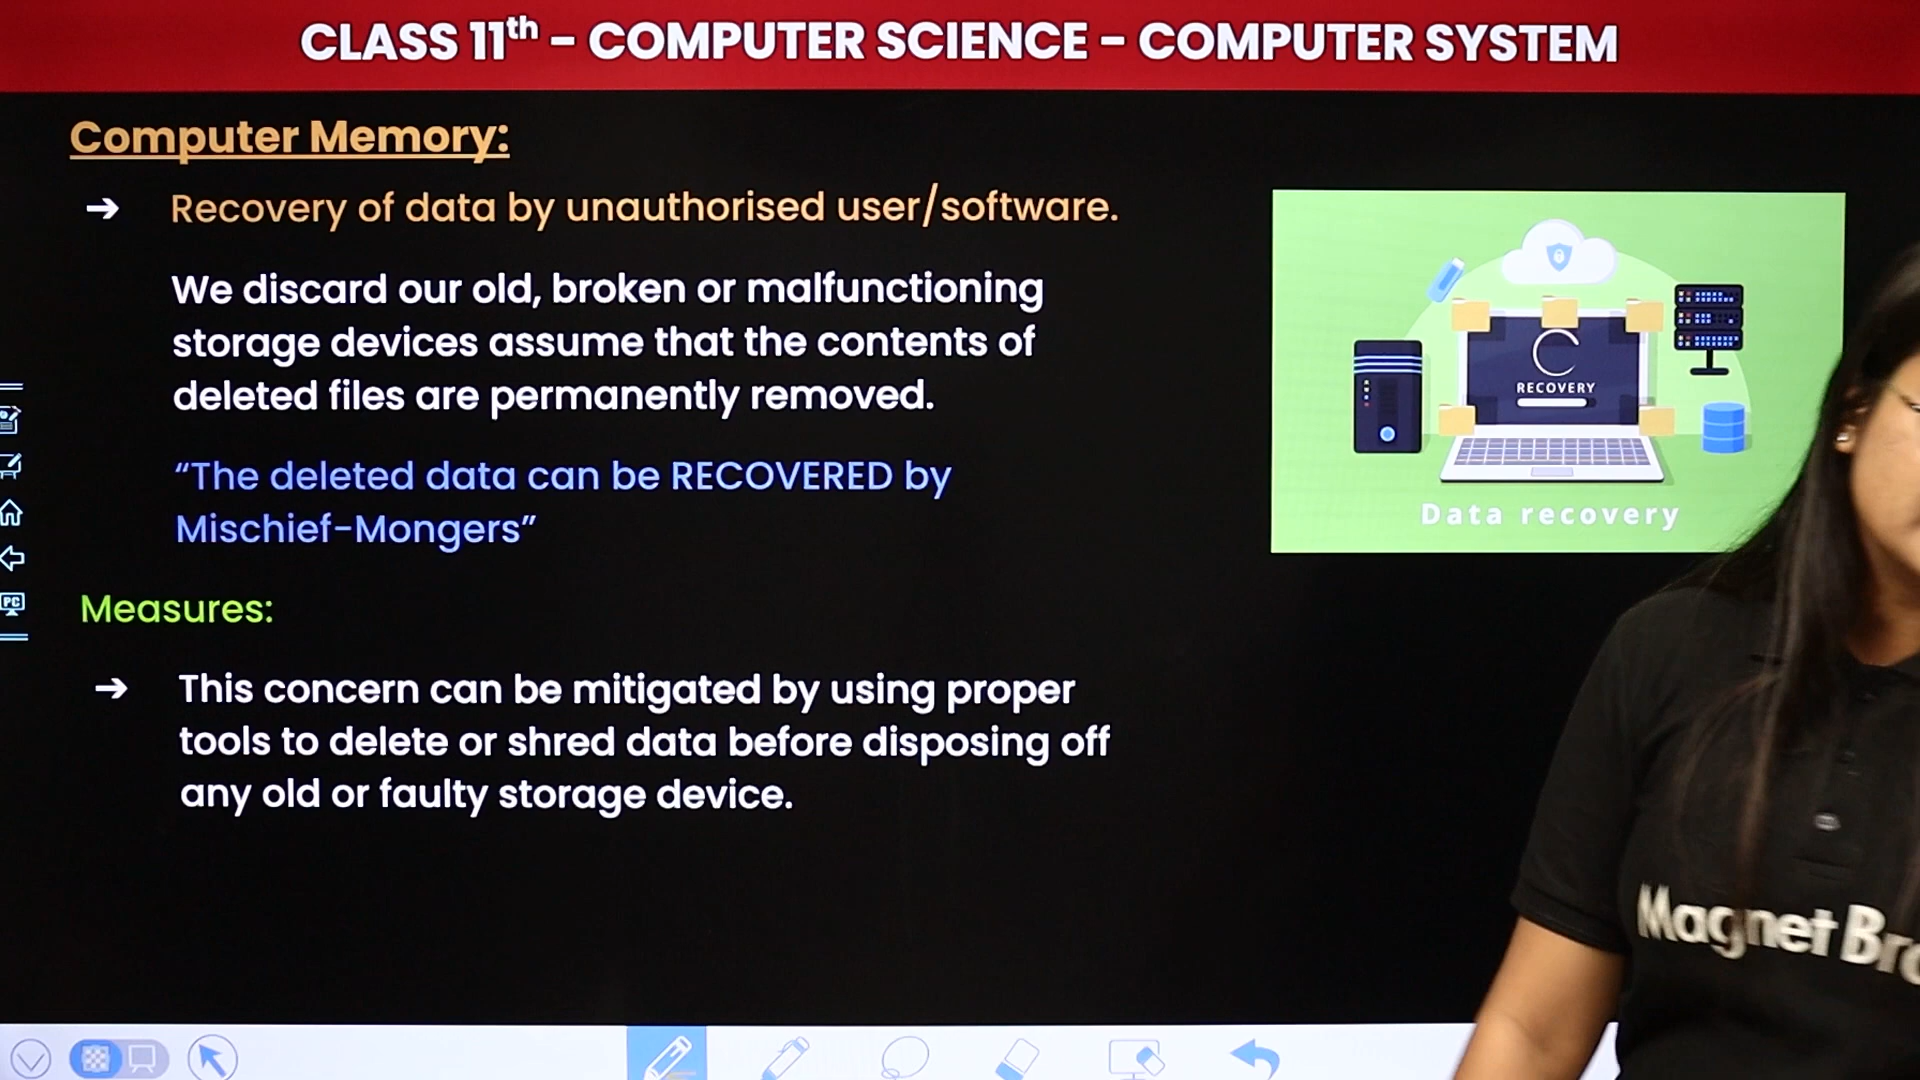 CLASS 11th - COMPUTER SCIENCE - COMPUTER SYSTEM
Computer Memory:
➔ Recovery of data by unauthorised user/software.
We discard our old, broken or malfunctioning
storage devices assume that the contents of
deleted files are permanently removed.
“The deleted data can be RECOVERED by
Mischief-Mongers”
Measures:
➔ This concern can be mitigated by using proper
tools to delete or shred data before disposing off
any old or faulty storage device.
RECOVERY
Data recovery
PC
Magnet Bro